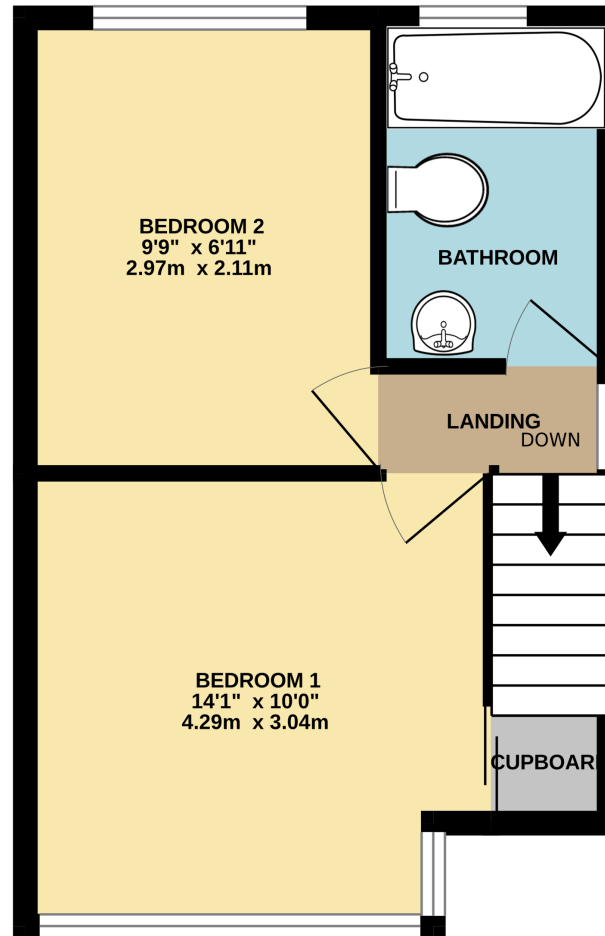 BEDROOM 2
9'9" x 6'11"
2.97m x 2.11m
BATHROOM
LANDING
DOWN
BEDROOM 1
14'1" x 10'0"
4.29m x 3.04m
CUPBOAR